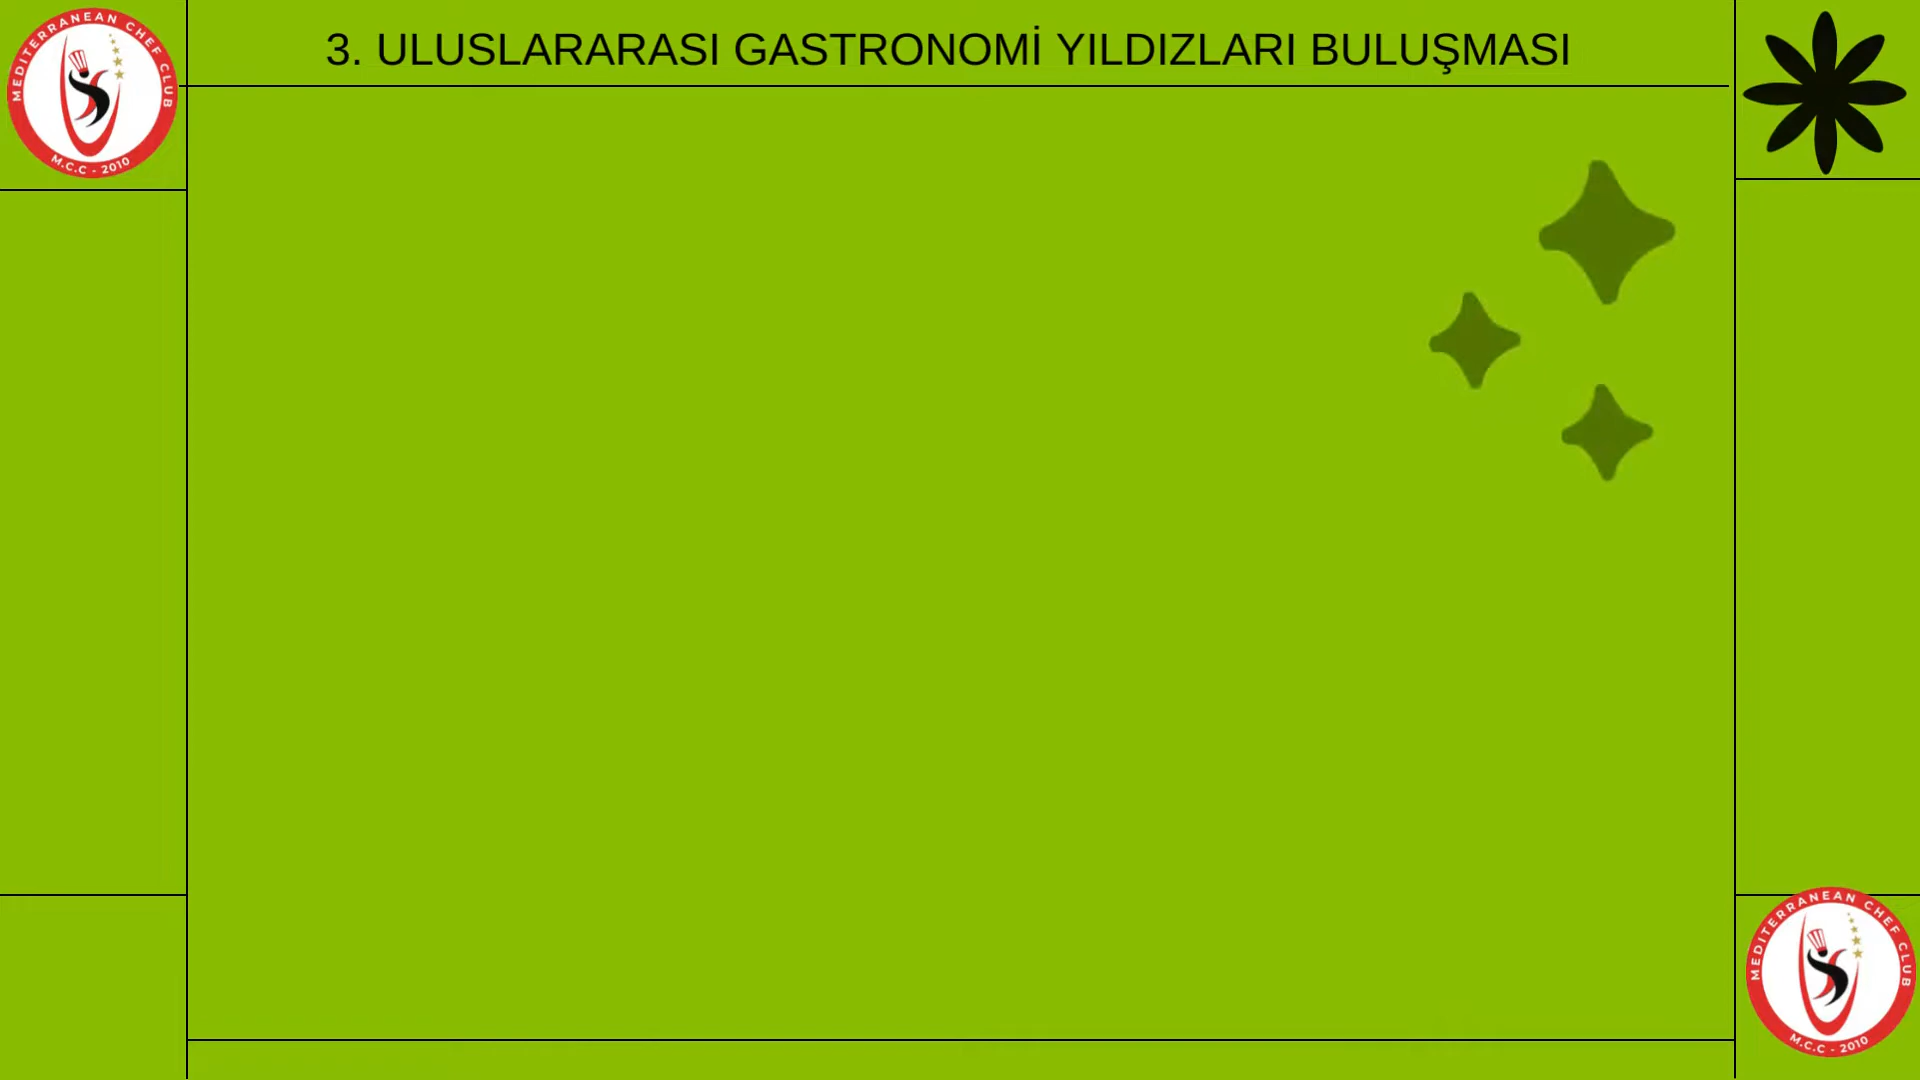 MEDITERRANEAN CHEF CLUB
M.C.C - 2010
3. ULUSLARARASI GASTRONOMİ YILDIZLARI BULUŞMASI
MEDITERRANEAN CHEF CLUB
M.C.C - 2010